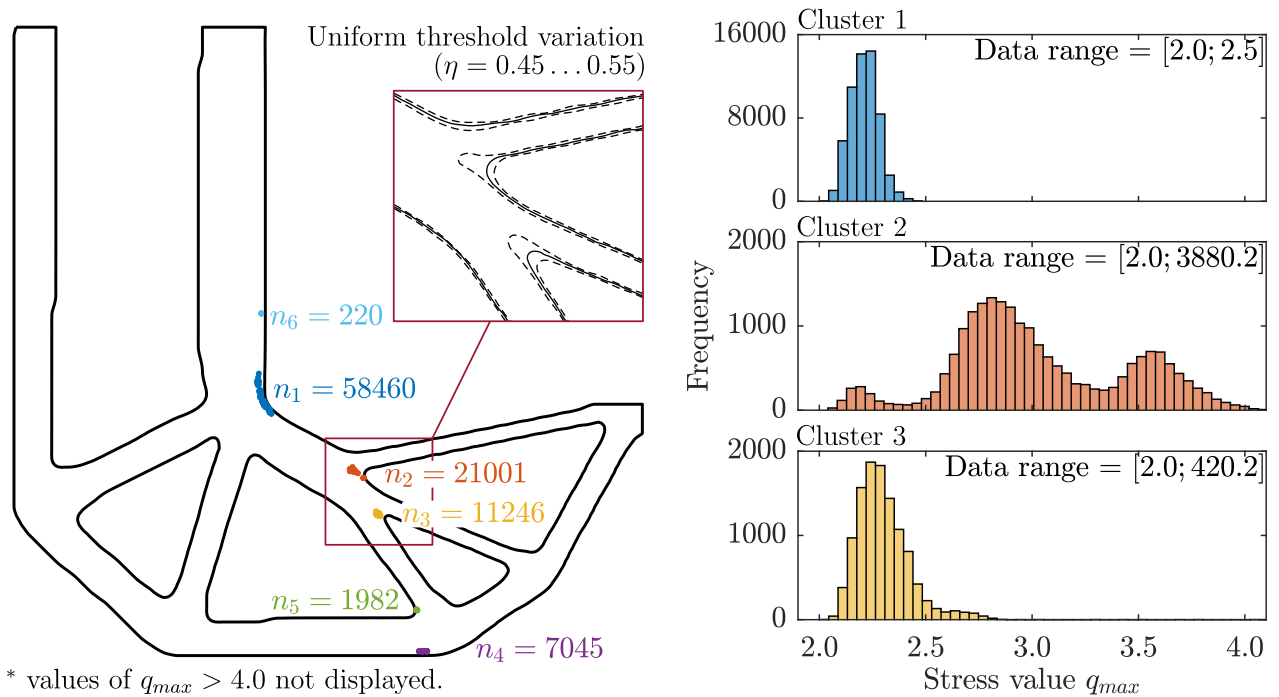 Uniform threshold variation
(η = 0.45 … 0.55)
n6 = 220
n1 = 58460
n2 = 21001
n3 = 11246
n5 = 1982
n4 = 7045
* values of qmax > 4.0 not displayed.
Cluster 1
Data range = [2.0; 2.5]
16000
8000
0
Cluster 2
Data range = [2.0; 3880.2]
2000
1000
0
Frequency
Cluster 3
Data range = [2.0; 420.2]
2000
1000
0
2.0 2.5 3.0 3.5 4.0
Stress value qmax